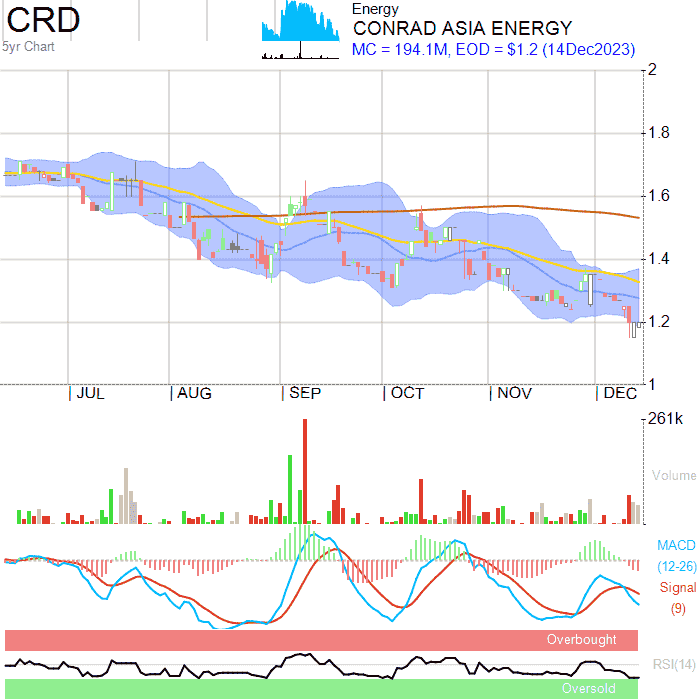 CRD
5yr Chart
Energy
CONRAD ASIA ENERGY
MC = 194.1M, EOD = $1.2 (14Dec2023)
2
1.8
1.6
1.4
1.2
1
JUL AUG SEP OCT NOV DEC
261k
Volume
MACD
(12-26)
Signal
(9)
Overbought
RSI(14)
Oversold